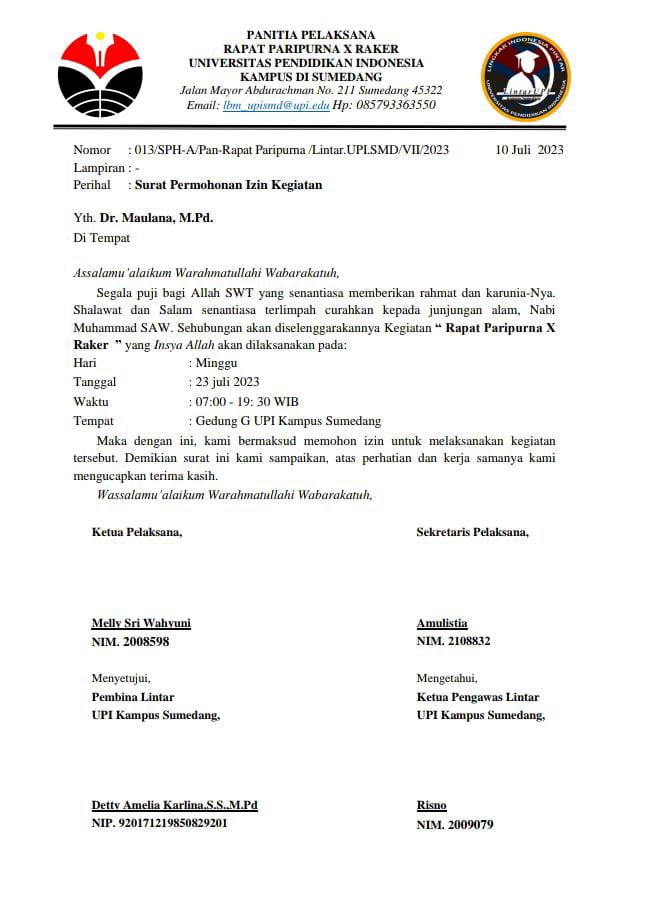 PANITIA PELAKSANA
RAPAT PARIPURNA X RAKER
UNIVERSITAS PENDIDIKAN INDONESIA
KAMPUS DI SUMEDANG
Jalan Mayor Abdurachman No. 211 Sumedang 45322
Email: lbm_upismd@upi.edu Hp: 085793363550
LINGKAR INDONESIA PINTAR
Lintar UPI
UNIVERSITAS PENDIDIKAN INDONESIA
Nomor : 013/SPH-A/Pan-Rapat Paripurna /Lintar.UPI.SMD/VII/2023 10 Juli 2023
Lampiran : -
Perihal : Surat Permohonan Izin Kegiatan
Yth. Dr. Maulana, M.Pd.
Di Tempat
Assalamu’alaikum Warahmatullahi Wabarakatuh,
Segala puji bagi Allah SWT yang senantiasa memberikan rahmat dan karunia-Nya.
Shalawat dan Salam senantiasa terlimpah curahkan kepada junjungan alam, Nabi
Muhammad SAW. Sehubungan akan diselenggarakannya Kegiatan “ Rapat Paripurna X
Raker ” yang Insya Allah akan dilaksanakan pada:
Hari : Minggu
Tanggal : 23 juli 2023
Waktu : 07:00 - 19: 30 WIB
Tempat : Gedung G UPI Kampus Sumedang
Maka dengan ini, kami bermaksud memohon izin untuk melaksanakan kegiatan
tersebut. Demikian surat ini kami sampaikan, atas perhatian dan kerja samanya kami
mengucapkan terima kasih.
Wassalamu’alaikum Warahmatullahi Wabarakatuh,
Ketua Pelaksana, Sekretaris Pelaksana,
Melly Sri Wahyuni Amulistia
NIM. 2008598 NIM. 2108832
Menyetujui, Mengetahui,
Pembina Lintar Ketua Pengawas Lintar
UPI Kampus Sumedang, UPI Kampus Sumedang,
Detty Amelia Karlina,S.S.,M.Pd Risno
NIP. 920171219850829201 NIM. 2009079